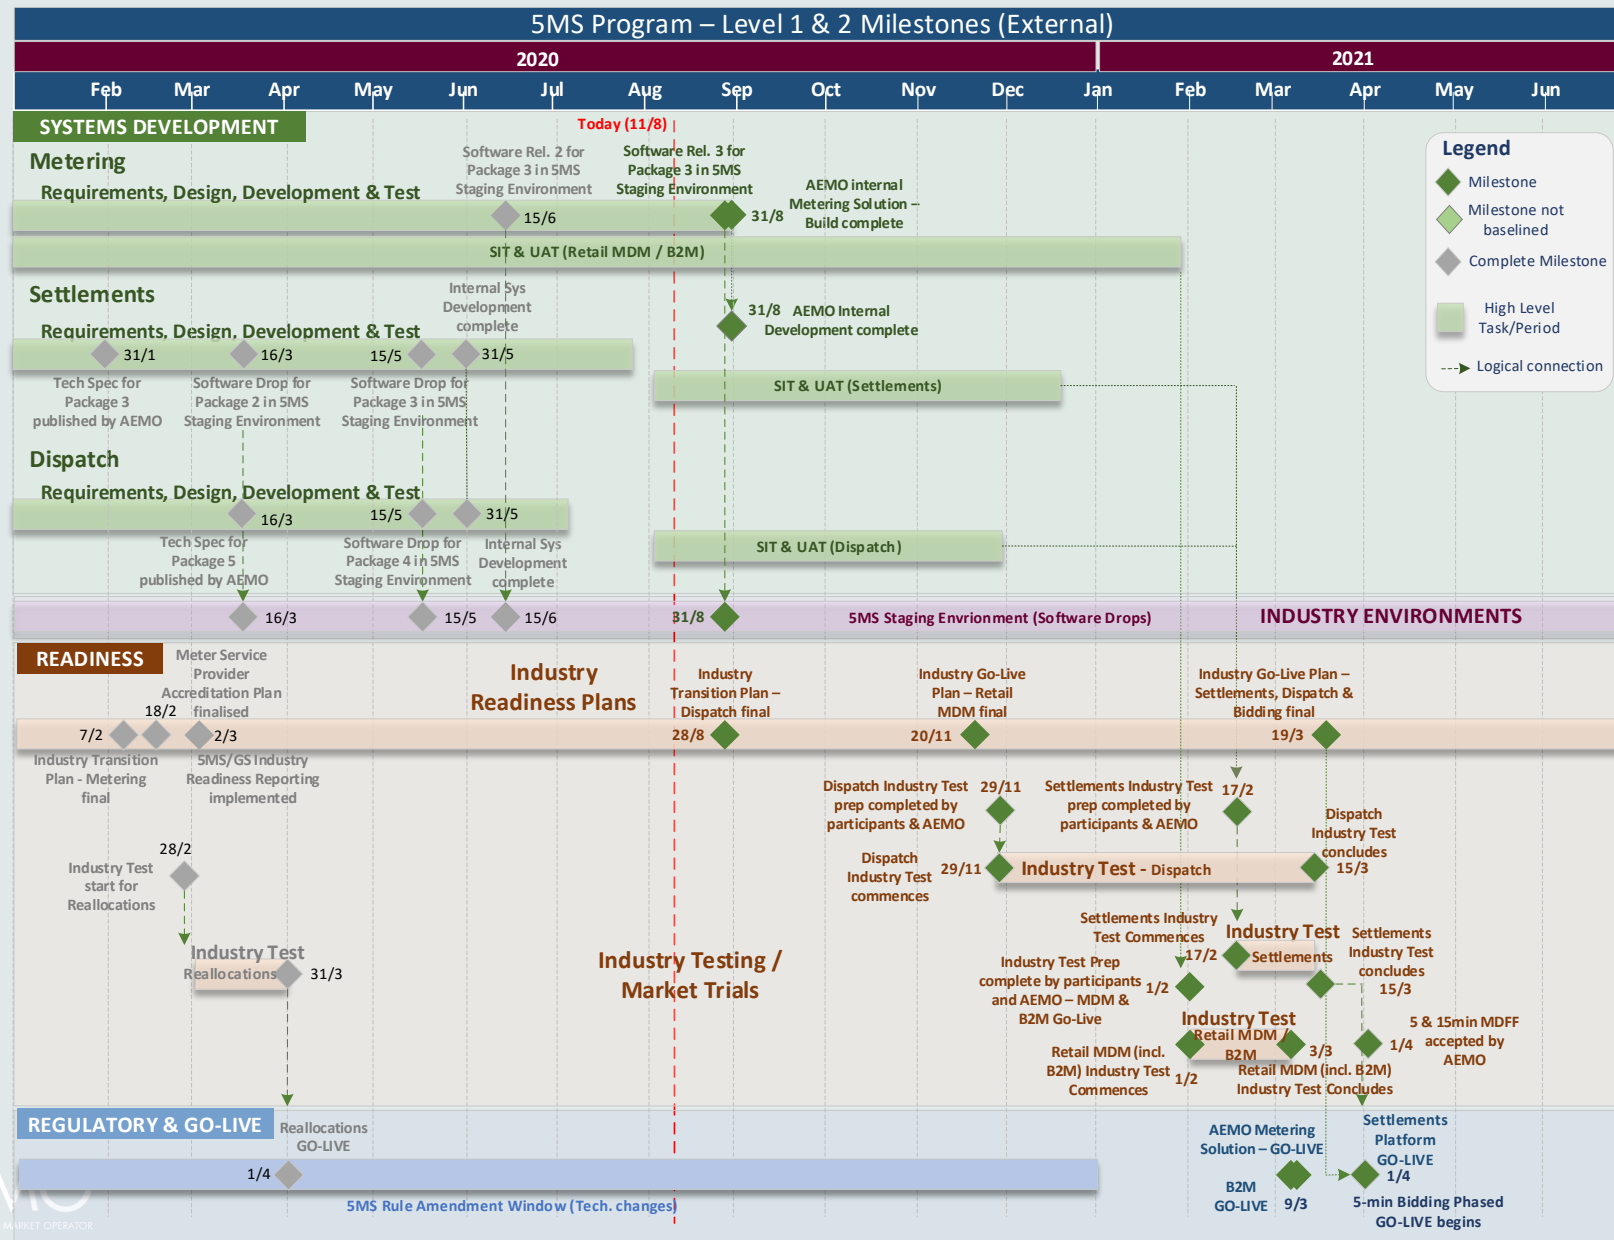 5MS Program – Level 1 & 2 Milestones (External)
2020
2021
Feb
Mar
Apr
May
Jun
Jul
Aug
Sep
Oct
Nov
Dec
Jan
Feb
Mar
Apr
May
Jun
SYSTEMS DEVELOPMENT
Today (11/8)
Legend
Milestone
Milestone not
baselined
Complete Milestone
High Level
Task/Period
Logical connection
Metering
Requirements, Design, Development & Test
Software Rel. 2 for
Package 3 in 5MS
Staging Environment
15/6
Software Rel. 3 for
Package 3 in 5MS
Staging Environment
31/8
AEMO internal
Metering Solution –
Build complete
SIT & UAT (Retail MDM / B2M)
Settlements
Requirements, Design, Development & Test
Internal Sys
Development
complete
31/8
AEMO Internal
Development complete
31/1
16/3
15/5
31/5
Tech Spec for
Package 3
published by AEMO
Software Drop for
Package 2 in 5MS
Staging Environment
Software Drop for
Package 3 in 5MS
Staging Environment
SIT & UAT (Settlements)
Dispatch
Requirements, Design, Development & Test
16/3
15/5
31/5
Tech Spec for
Package 5
published by AEMO
Software Drop for
Package 4 in 5MS
Staging Environment
Internal Sys
Development
complete
SIT & UAT (Dispatch)
16/3
15/5
15/6
31/8
5MS Staging Envrionment (Software Drops)
INDUSTRY ENVIRONMENTS
READINESS
Meter Service
Provider
Accreditation Plan
finalised
18/2
7/2
2/3
Industry Transition
Plan - Metering
final
5MS/GS Industry
Readiness Reporting
implemented
Industry
Readiness Plans
Industry
Transition Plan –
Dispatch final
28/8
Industry Go-Live
Plan – Retail
MDM final
20/11
Industry Go-Live Plan –
Settlements, Dispatch &
Bidding final
19/3
Dispatch Industry Test
prep completed by
participants & AEMO
29/11
Settlements Industry Test
prep completed by
participants & AEMO
17/2
Dispatch
Industry Test
concludes
15/3
28/2
Industry Test
start for
Reallocations
Dispatch
Industry Test
commences
29/11
Industry Test - Dispatch
Industry Test
Reallocations
31/3
Industry Testing /
Market Trials
Settlements Industry
Test Commences
17/2
Industry Test
Settlements
Settlements
Industry Test
concludes
15/3
Industry Test Prep
complete by participants
and AEMO – MDM &
B2M Go-Live
1/2
Industry Test
Retail MDM /
B2M
3/3
1/4
5 & 15min MDFF
accepted by
AEMO
Retail MDM (incl.
B2M) Industry Test
Commences
1/2
Retail MDM (incl. B2M)
Industry Test Concludes
REGULATORY & GO-LIVE
Reallocations
GO-LIVE
1/4
5MS Rule Amendment Window (Tech. changes)
AEMO Metering
Solution – GO-LIVE
Settlements
Platform
GO-LIVE
1/4
B2M
GO-LIVE
9/3
5-min Bidding Phased
GO-LIVE begins
MARKET OPERATOR